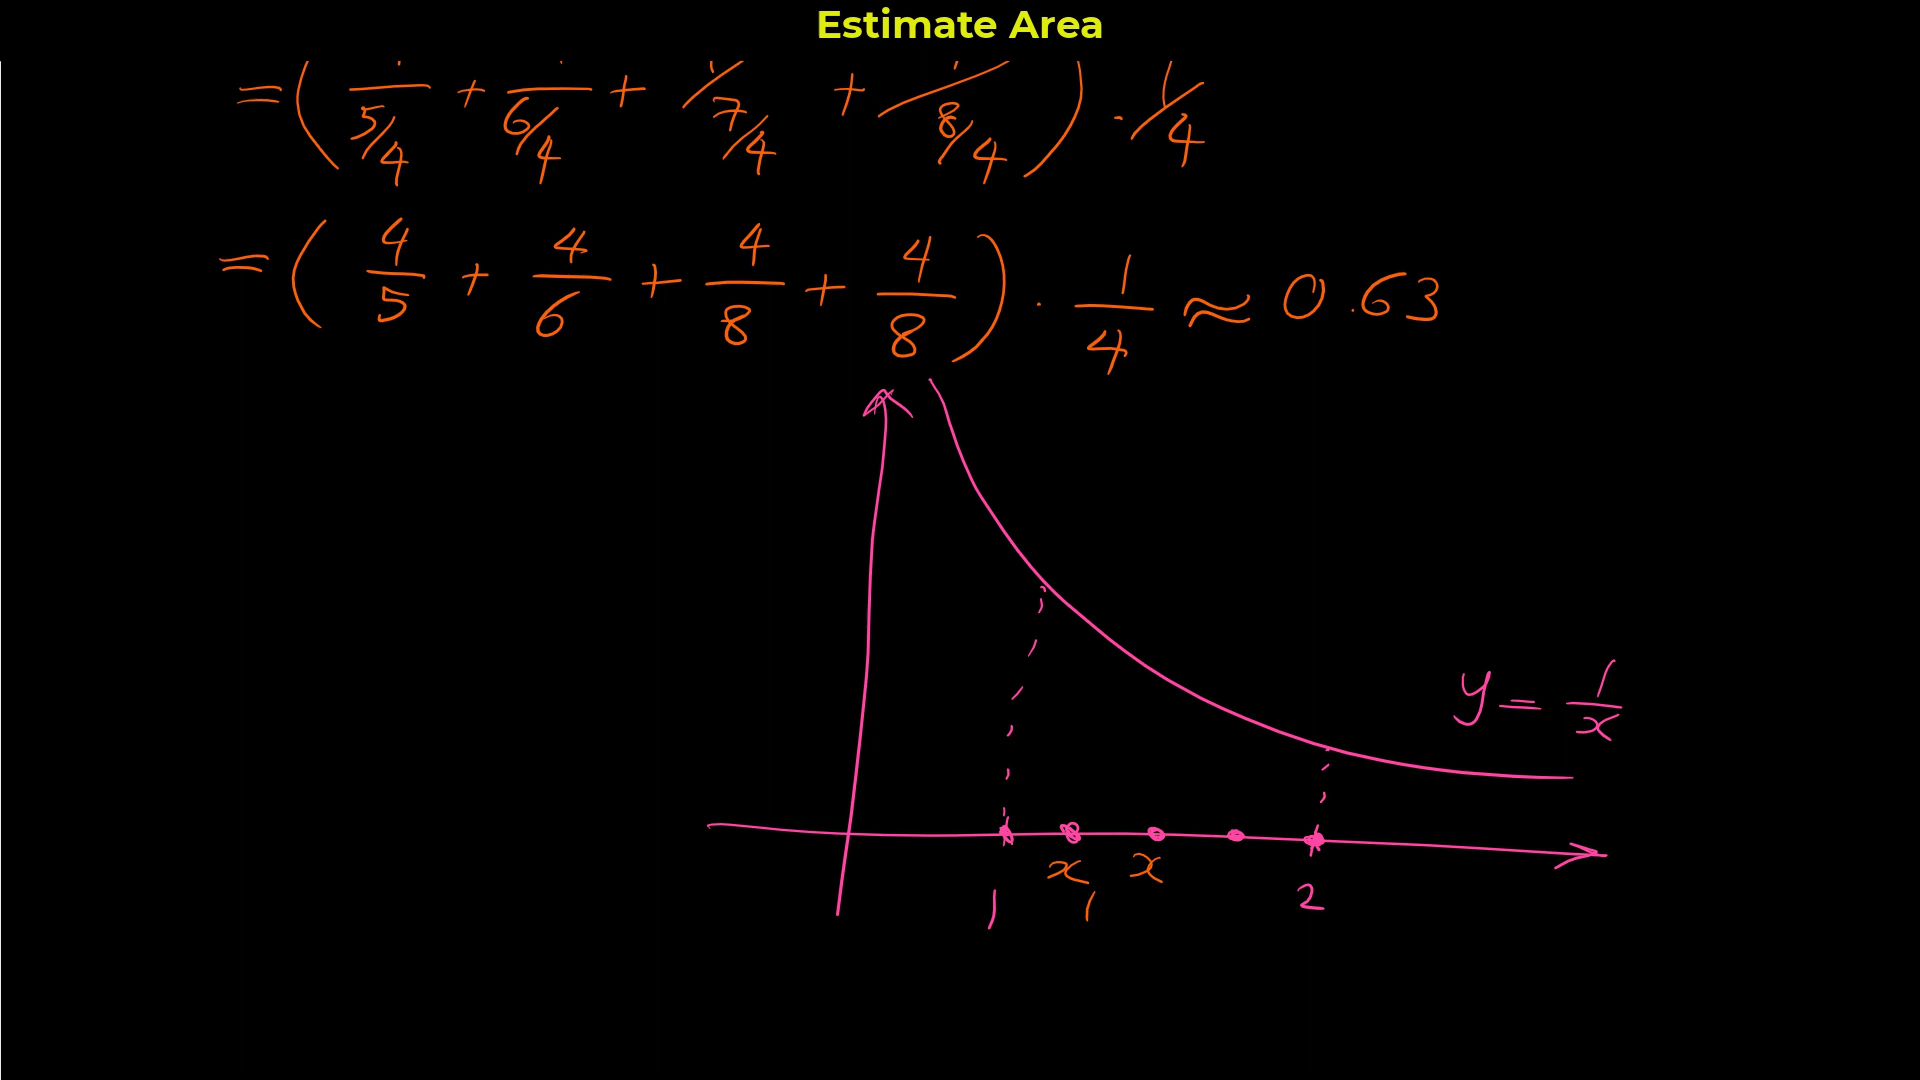 Estimate Area
= ( 1/(5/4) + 1/(6/4) + 1/(7/4) + 1/(8/4) ) · 1/4
= ( 4/5 + 4/6 + 4/8 + 4/8 ) · 1/4 ≈ 0.63
y = 1/x
x₁ x
1 2